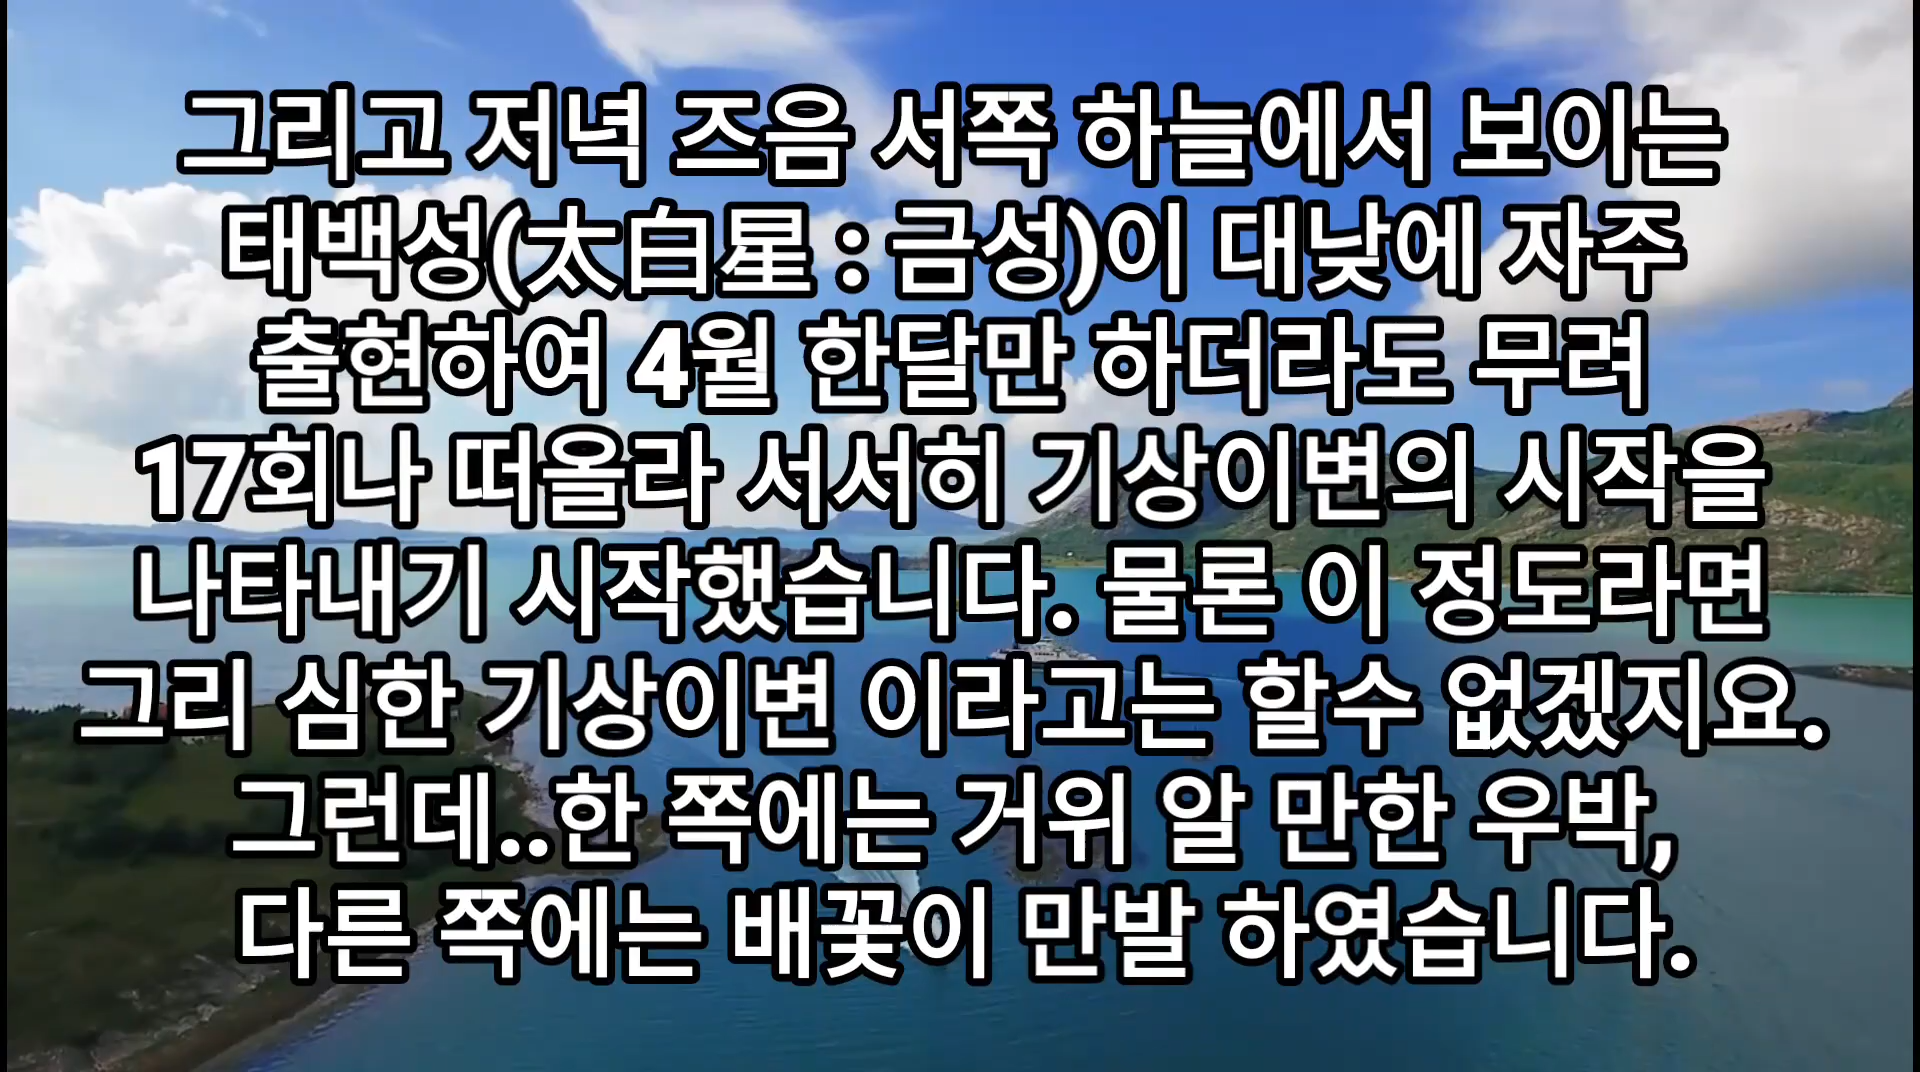 그리고 저녁 즈음 서쪽 하늘에서 보이는
태백성(太白星 : 금성)이 대낮에 자주
출현하여 4월 한달만 하더라도 무려
17회나 떠올라 서서히 기상이변의 시작을
나타내기 시작했습니다. 물론 이 정도라면
그리 심한 기상이변 이라고는 할수 없겠지요.
그런데..한 쪽에는 거위 알 만한 우박,
다른 쪽에는 배꽃이 만발 하였습니다.